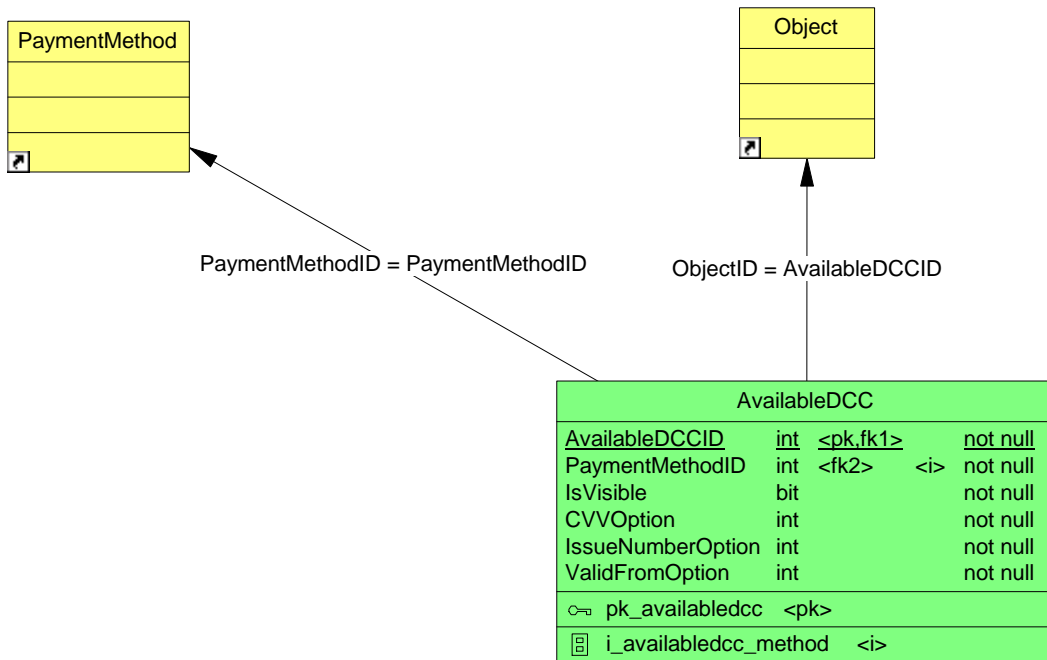 PaymentMethod
Object
PaymentMethodID = PaymentMethodID
ObjectID = AvailableDCCID
AvailableDCC
AvailableDCCID int <pk,fk1> not null
PaymentMethodID int <fk2> <i> not null
IsVisible bit not null
CVVOption int not null
IssueNumberOption int not null
ValidFromOption int not null
pk_availabledcc <pk>
i_availabledcc_method <i>